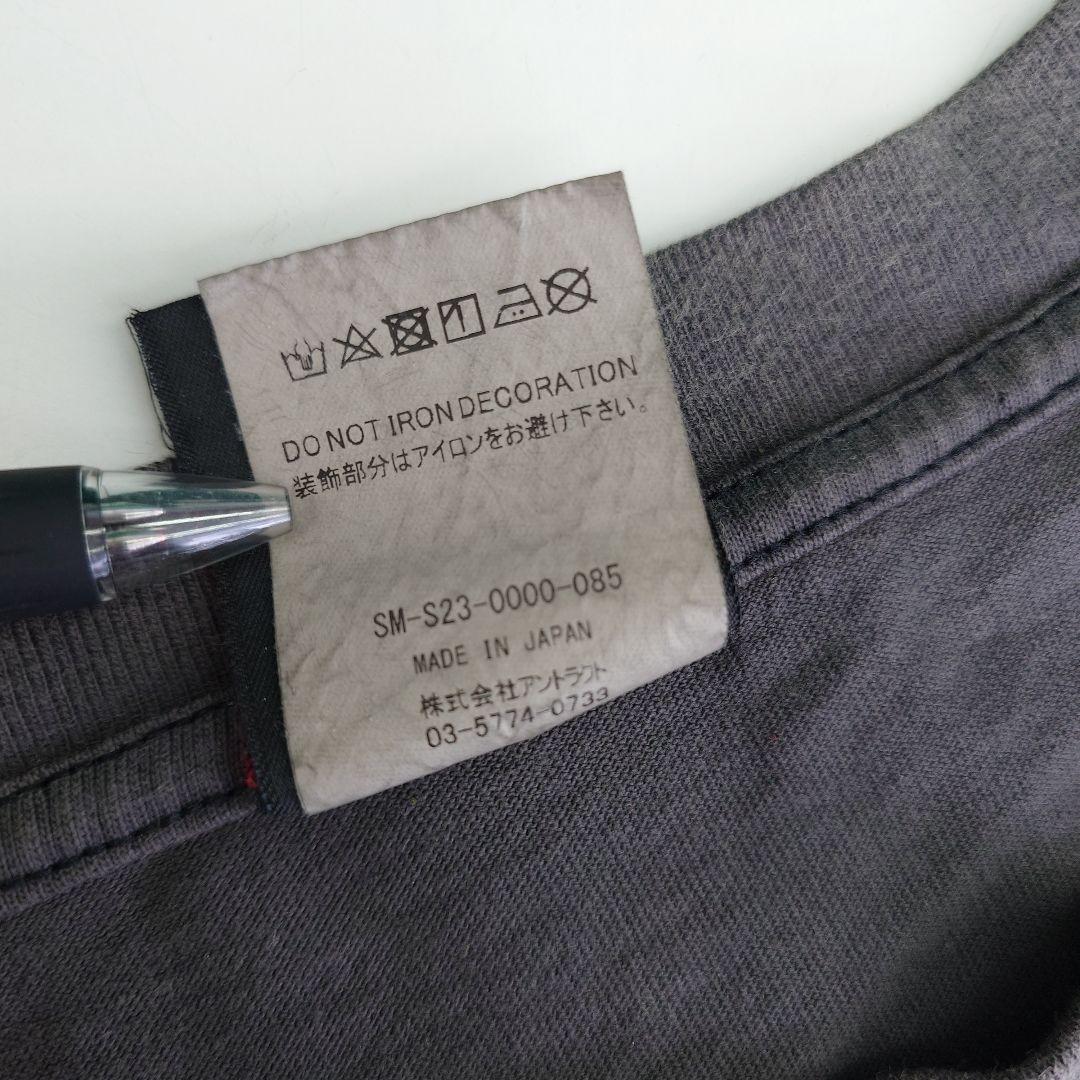 DO NOT IRON DECORATION
装飾部分はアイロンをお避け下さい。
SM-S23-0000-085
MADE IN JAPAN
株式会社アントラクト
03-5774-0733